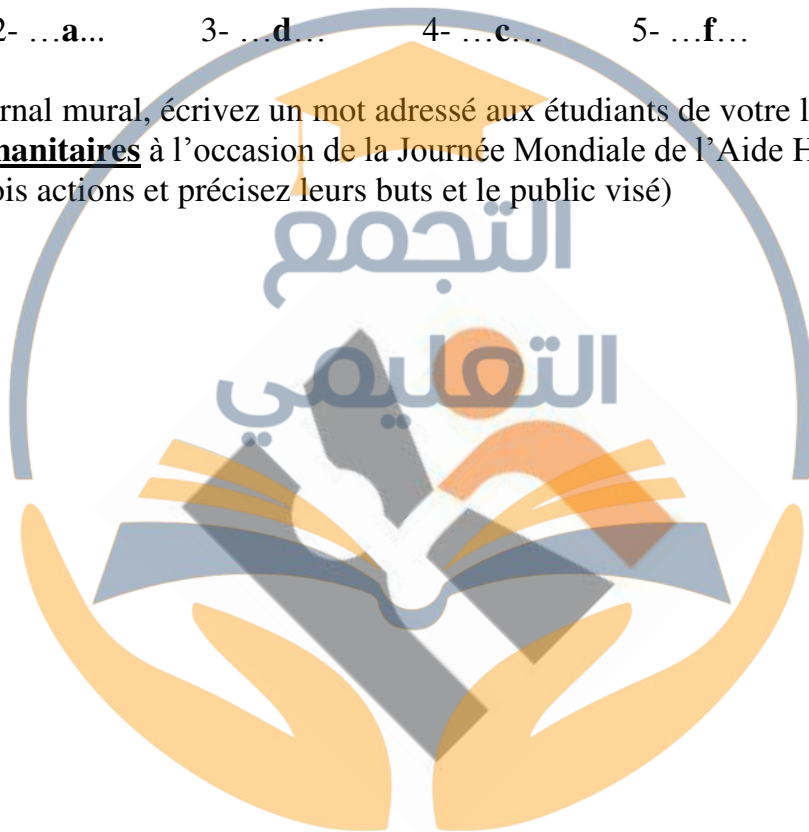 2- …a... 3- …d… 4- …c… 5- …f…
rnal mural, écrivez un mot adressé aux étudiants de votre l
manitaires à l'occasion de la Journée Mondiale de l'Aide H
ois actions et précisez leurs buts et le public visé)
التجمع
التعليمي